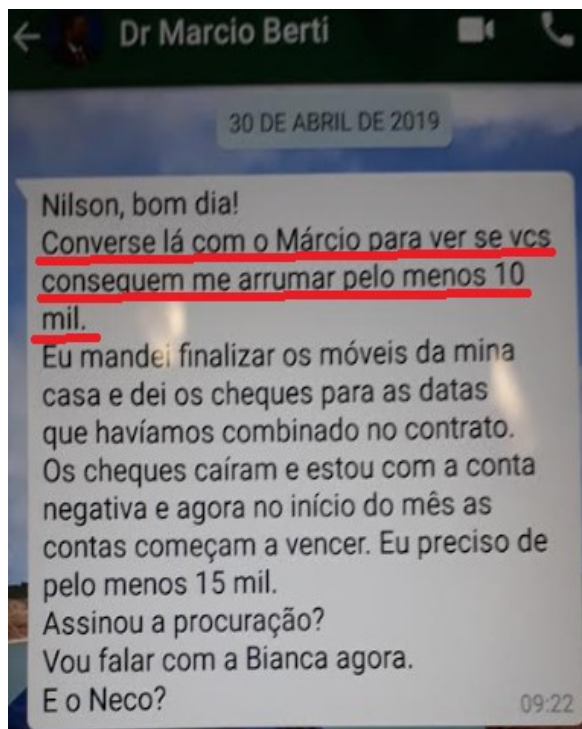 Dr Marcio Berti
30 DE ABRIL DE 2019
Nilson, bom dia!
Converse lá com o Márcio para ver se vcs
conseguem me arrumar pelo menos 10
mil.
Eu mandei finalizar os móveis da mina
casa e dei os cheques para as datas
que havíamos combinado no contrato.
Os cheques caíram e estou com a conta
negativa e agora no início do mês as
contas começam a vencer. Eu preciso de
pelo menos 15 mil.
Assinou a procuração?
Vou falar com a Bianca agora.
E o Neco?
09:22